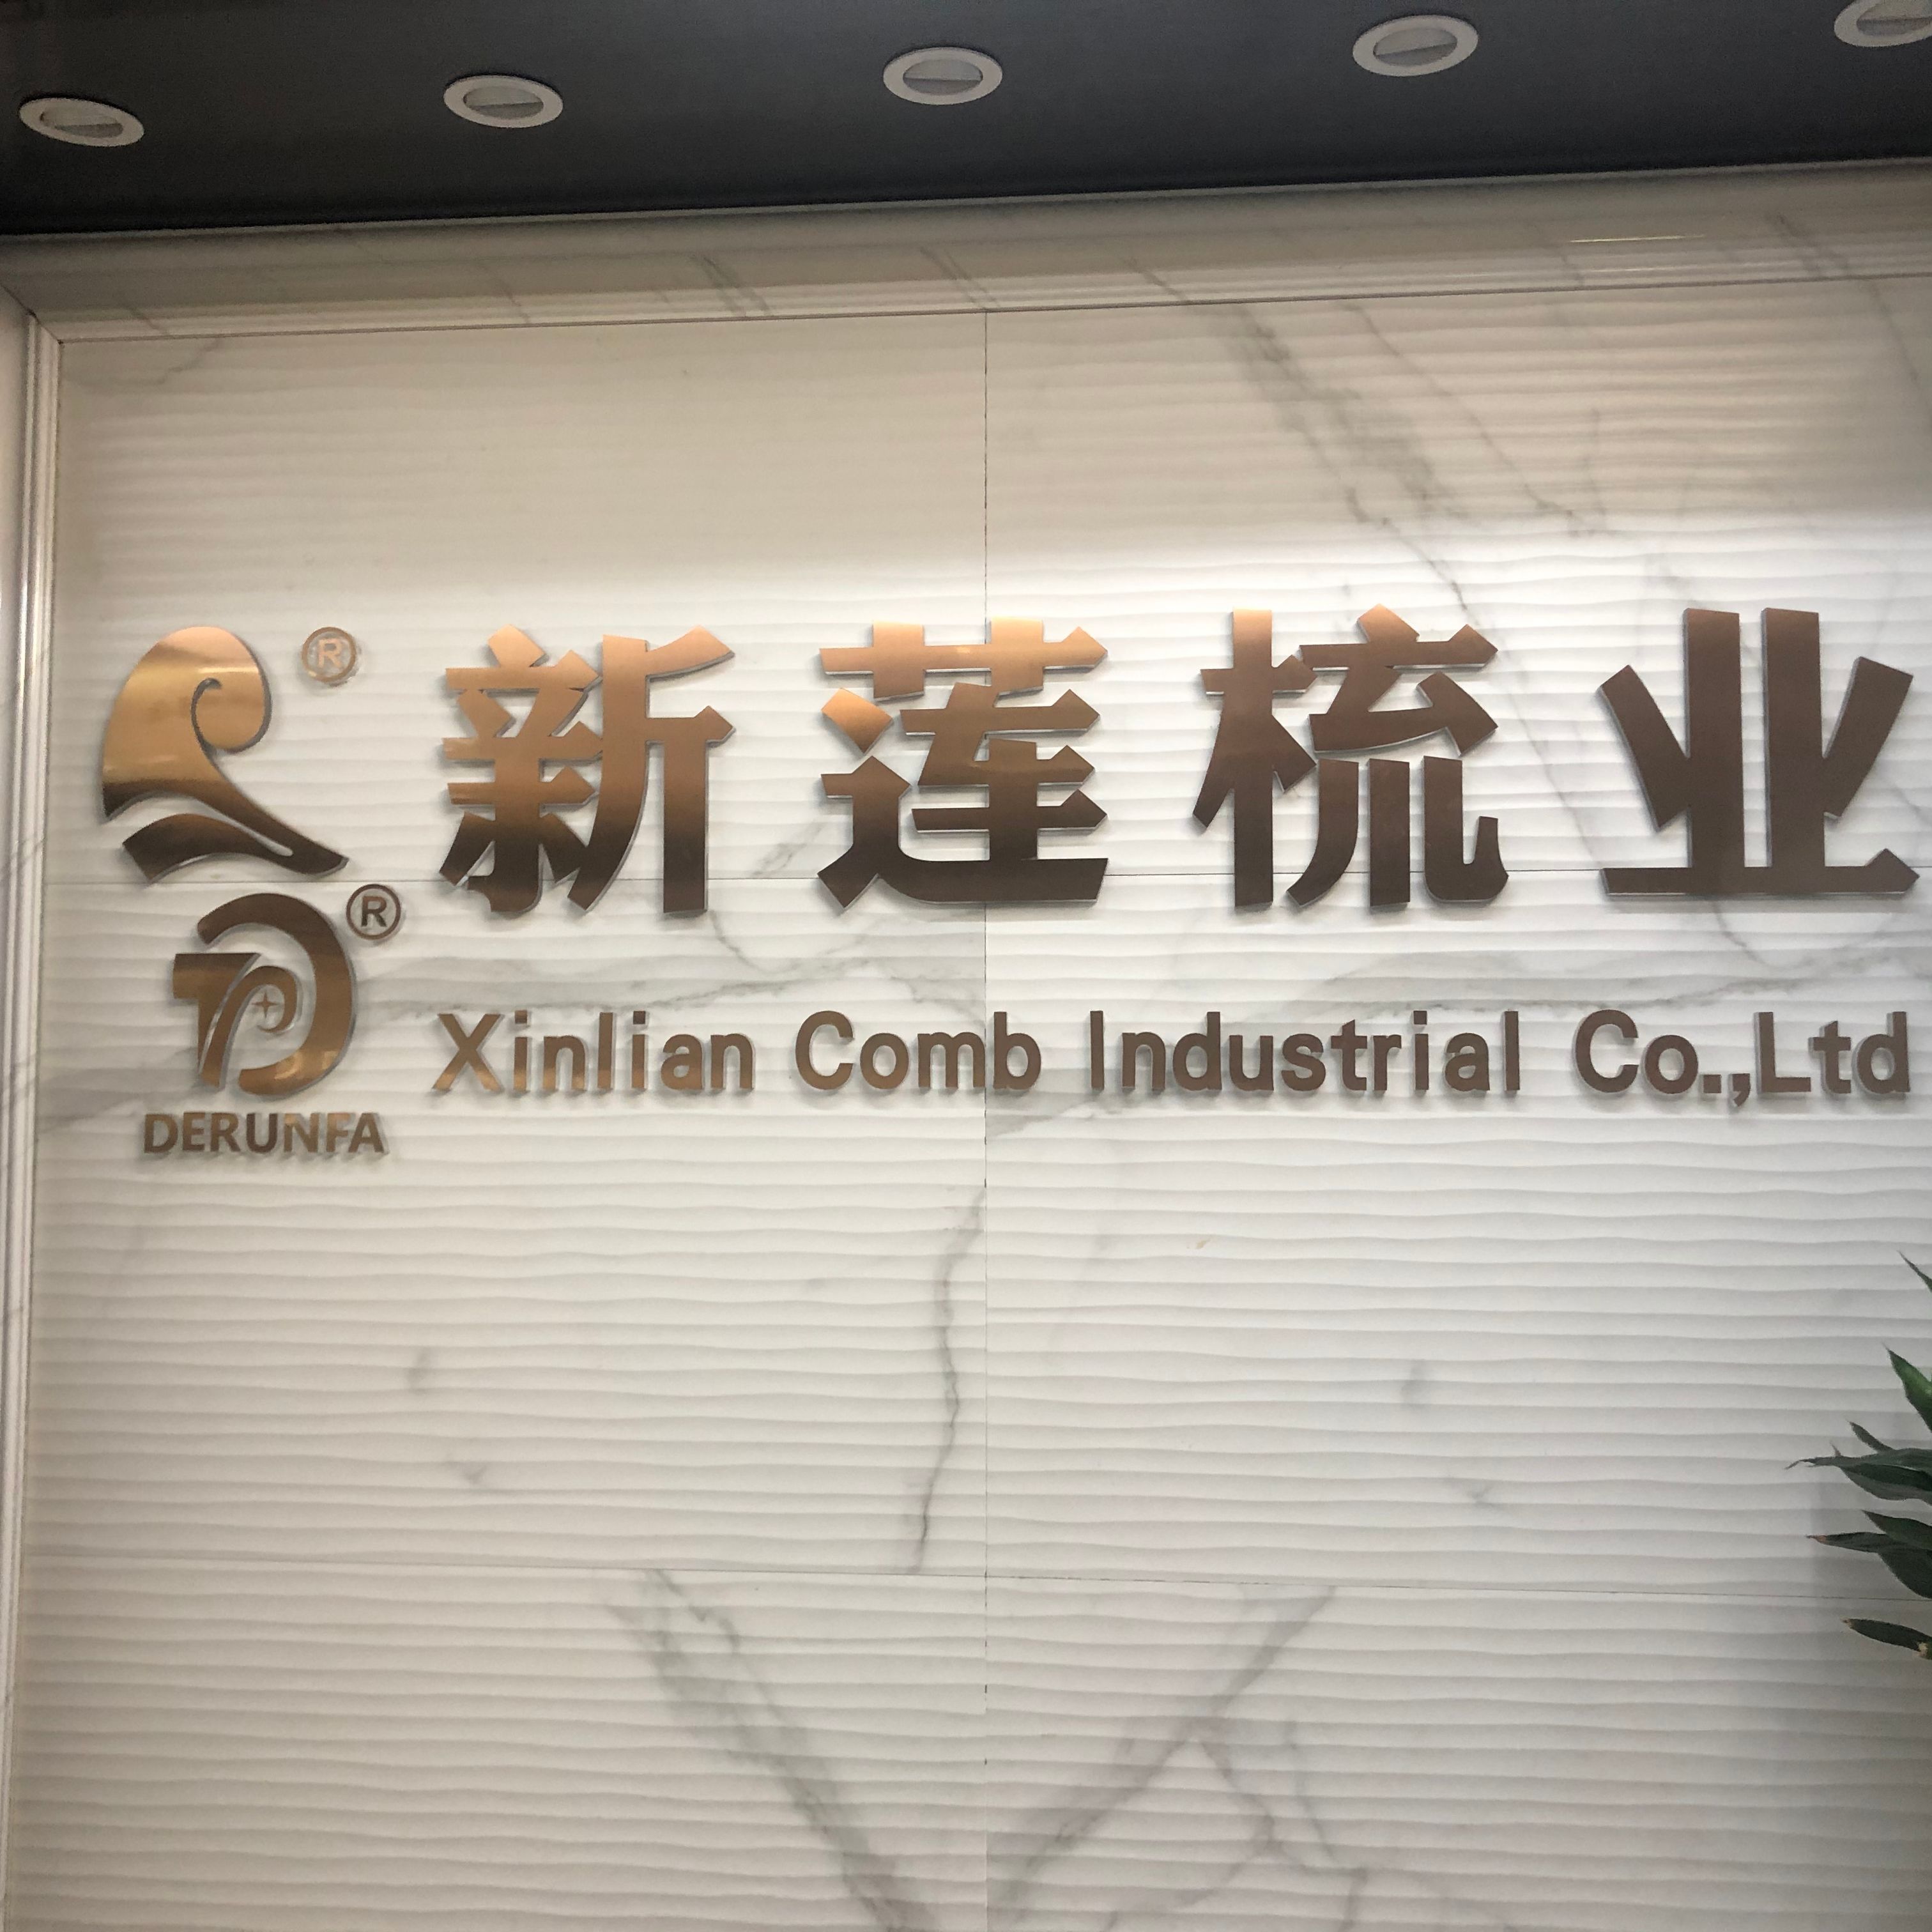 ®
新莲梳业
®
Xinlian Comb Industrial Co.,Ltd
DERUNFA